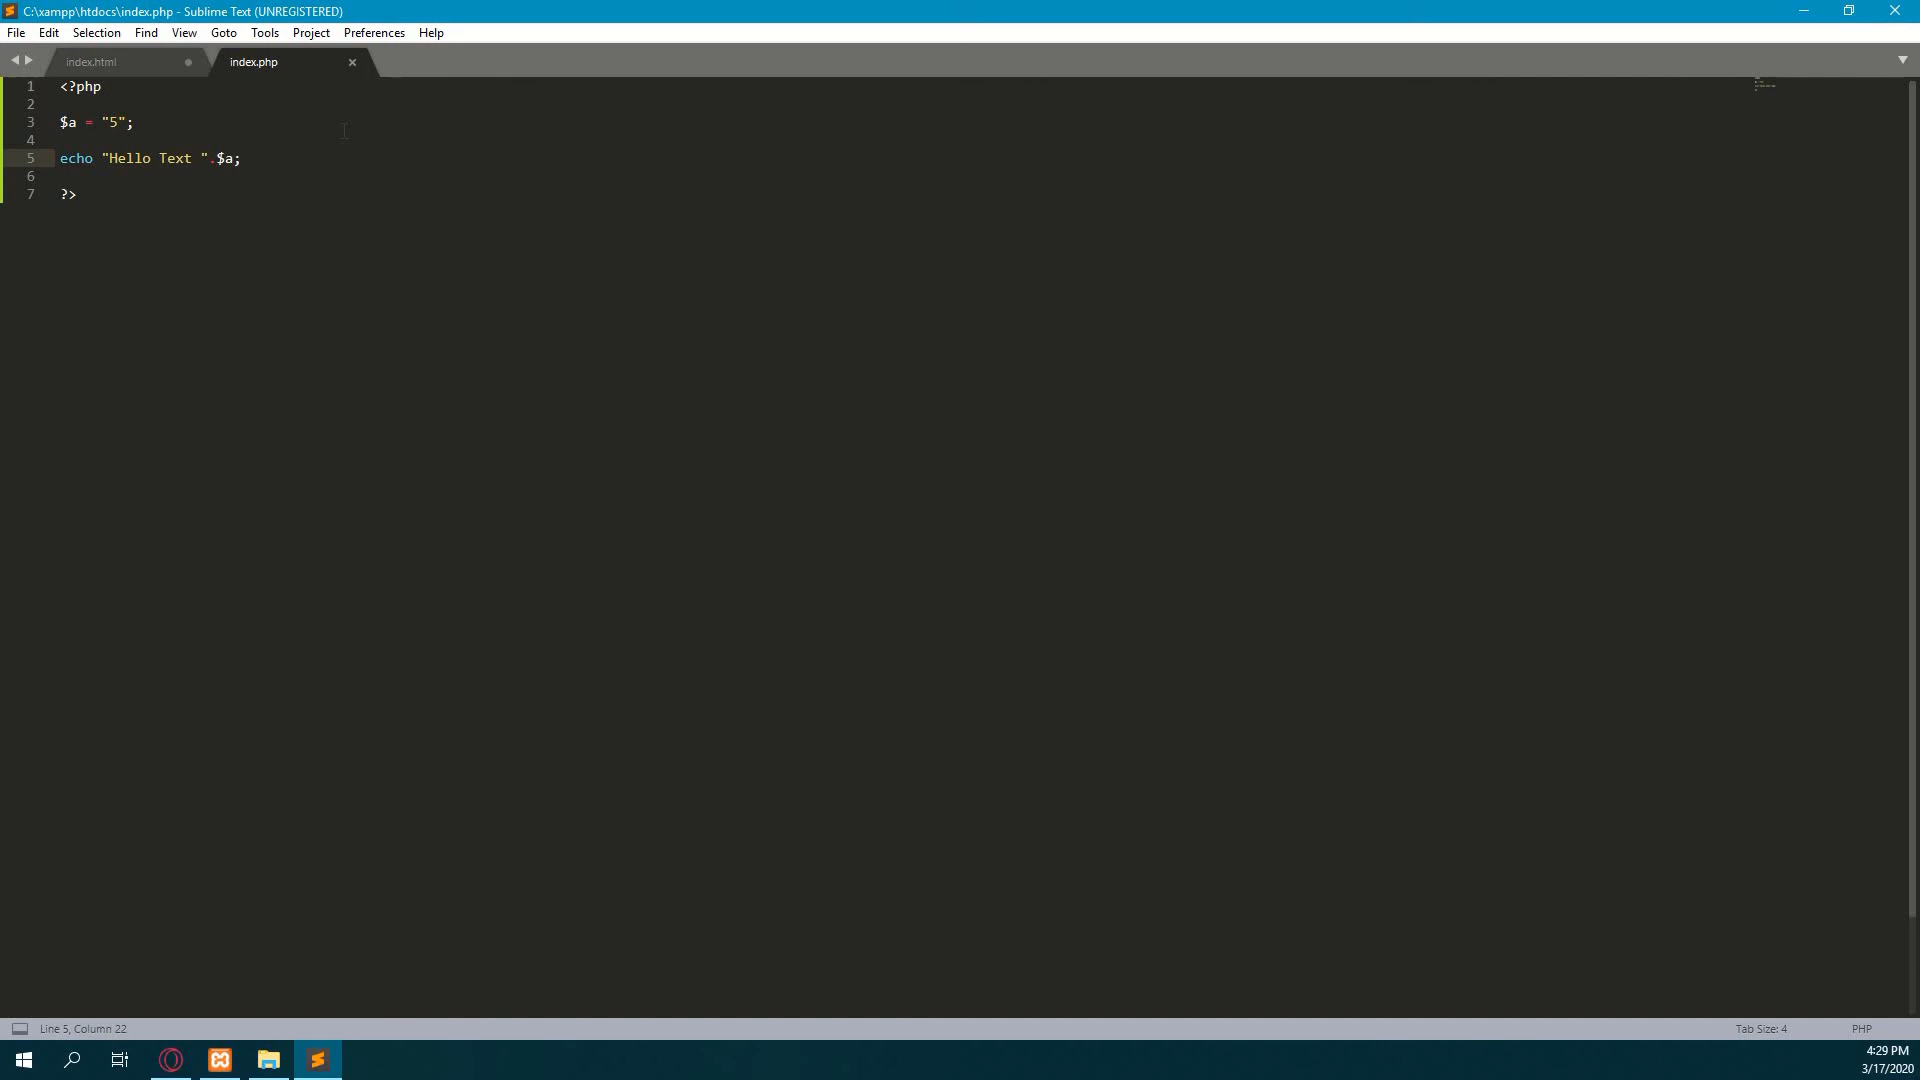 C:\xampp\htdocs\index.php - Sublime Text (UNREGISTERED)
File Edit Selection Find View Goto Tools Project Preferences Help
index.html index.php
1 <?php
2
3 $a = "5";
4
5 echo "Hello Text ".$a;
6
7 ?>
Line 5, Column 22 Tab Size: 4 PHP
4:29 PM
3/17/2020